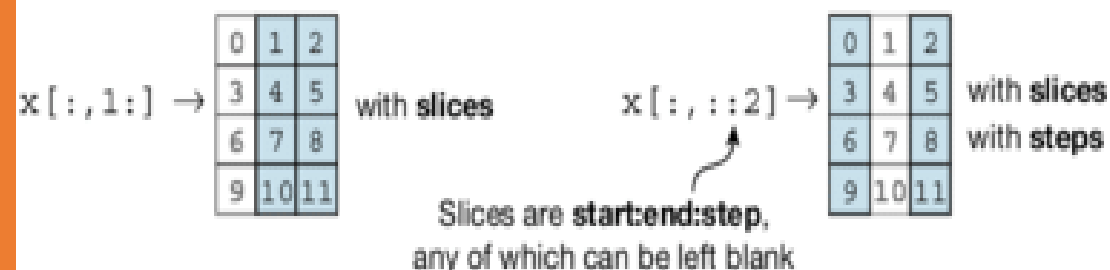 x[:,1:] →
0 1 2
3 4 5
6 7 8
9 10 11
with slices
x[:,::2] →
0 1 2
3 4 5
6 7 8
9 10 11
with slices
with steps
Slices are start:end:step,
any of which can be left blank